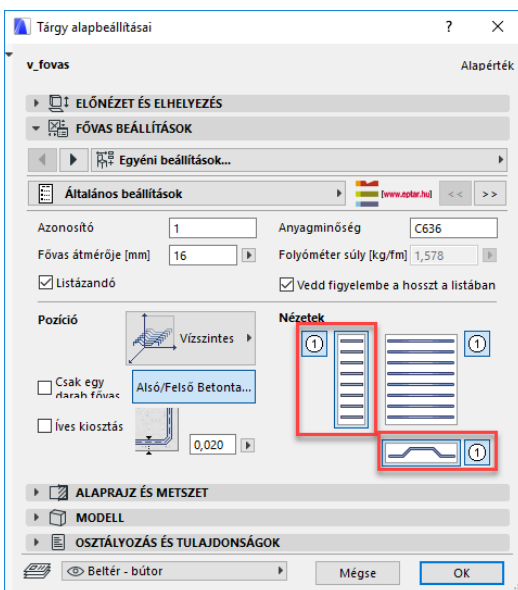 Tárgy alapbeállításai ? ×
v_fovas Alapérték
ELŐNÉZET ÉS ELHELYEZÉS
FŐVAS BEÁLLÍTÁSOK
Egyéni beállítások...
Általános beállítások [www.eptar.hu] << >>
Azonosító 1 Anyagminőség C636
Fővas átmérője [mm] 16 Folyóméter súly [kg/fm] 1,578
Listázandó Vedd figyelembe a hosszt a listában
Pozíció Nézetek
Vízszintes 1 1
Csak egy
darab fővas
Alsó/Felső Betonta...
Íves kiosztás
0,020
1
ALAPRAJZ ÉS METSZET
MODELL
OSZTÁLYOZÁS ÉS TULAJDONSÁGOK
Beltér - bútor Mégse OK